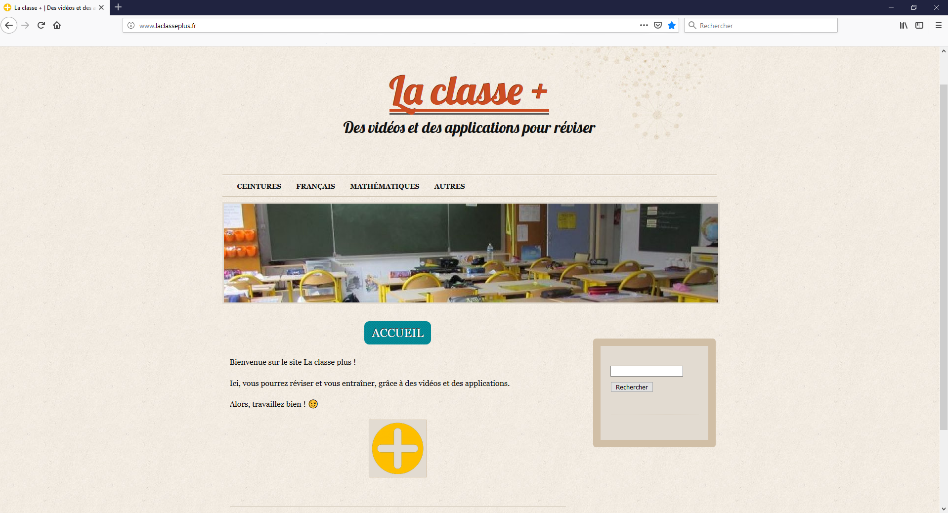 La classe + | Des vidéos et des a
www.laclasseplus.fr
Rechercher
La classe +
Des vidéos et des applications pour réviser
CEINTURES FRANÇAIS MATHÉMATIQUES AUTRES
ACCUEIL
Bienvenue sur le site La classe plus !
Ici, vous pourrez réviser et vous entraîner, grâce à des vidéos et des applications.
Alors, travaillez bien !
Rechercher